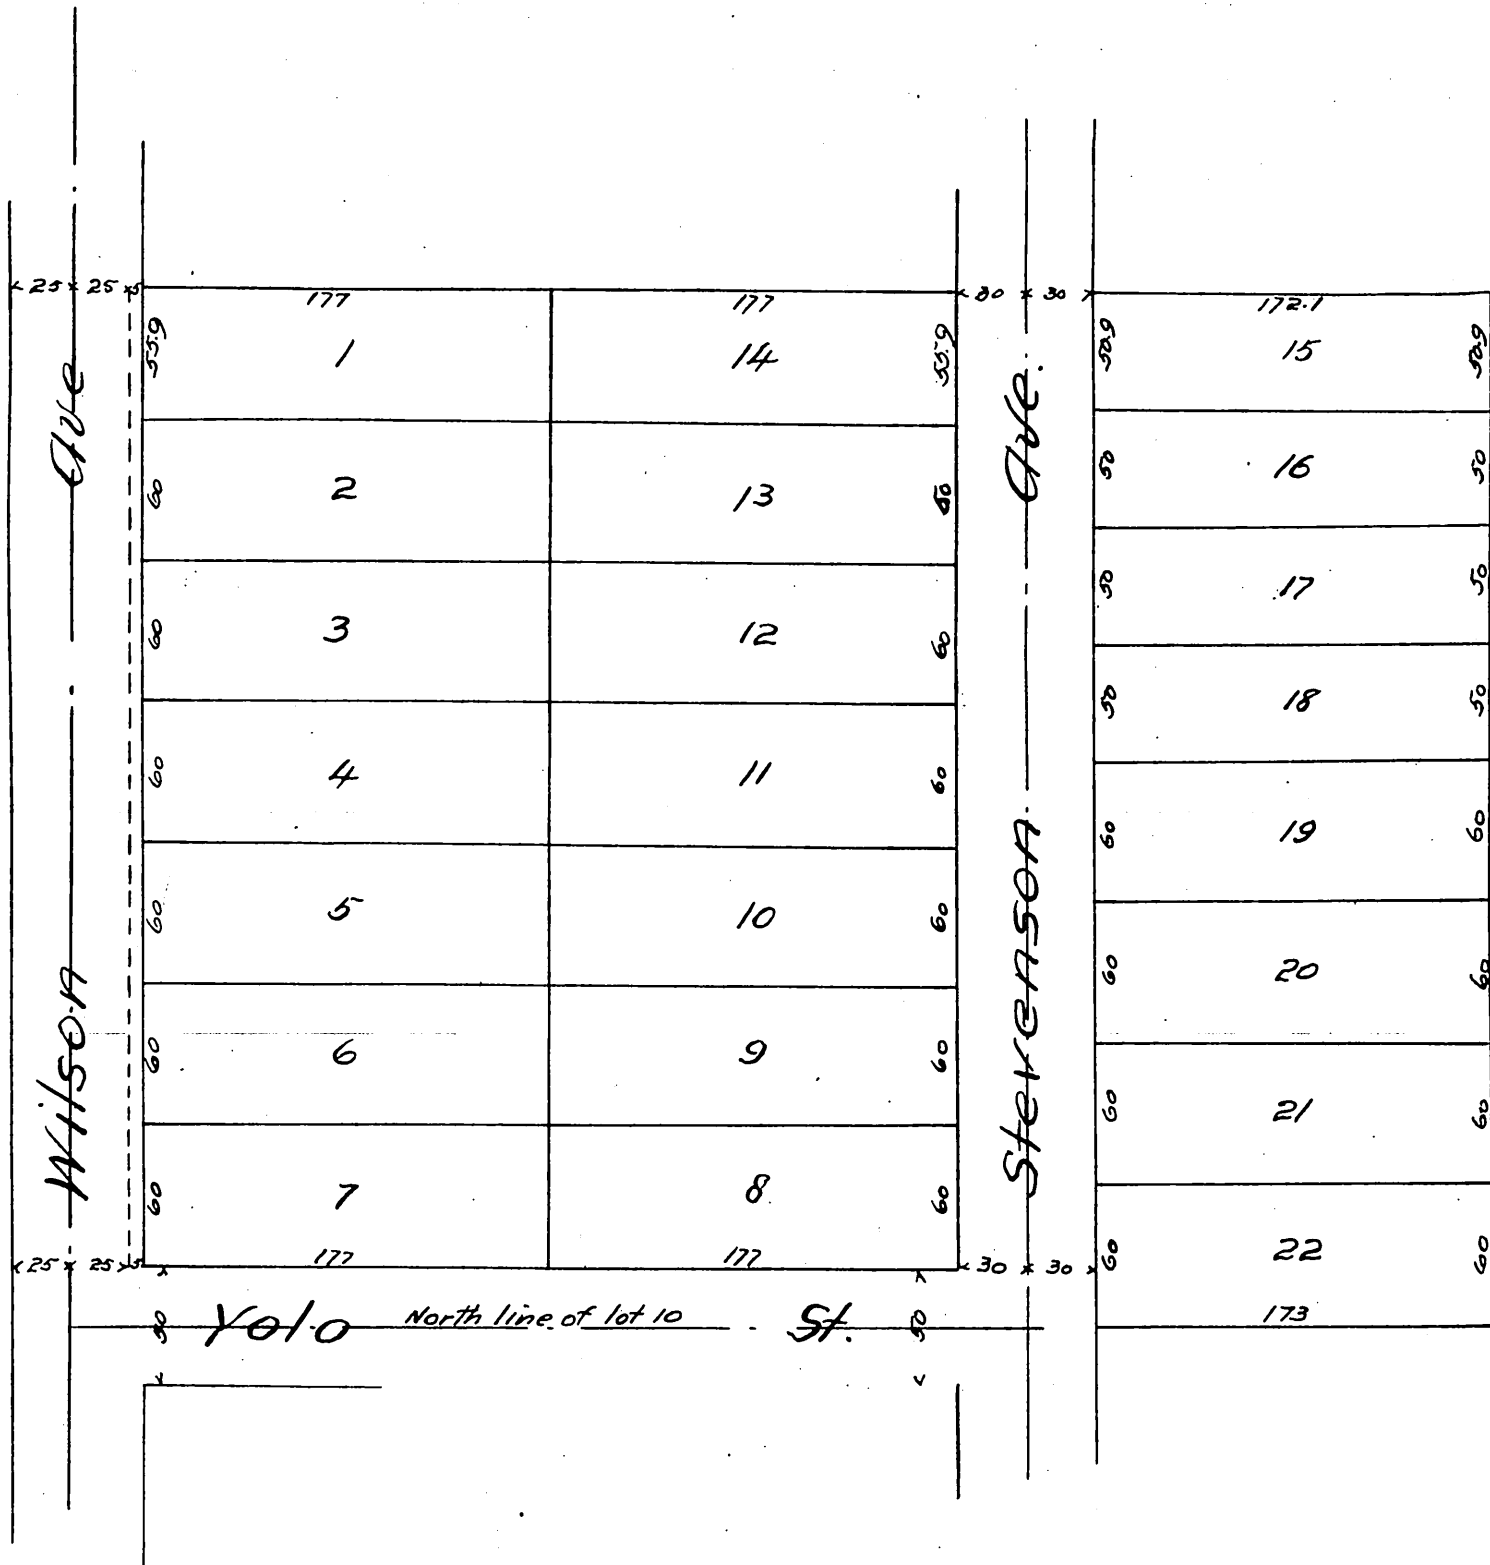 25 25 5 177 177 30 30 172.1
55.9 1 14 55.9 50.9 15 50.9
Wilson Ave
Stevenson Ave.
60 2 13 60 50 16 50
60 3 12 60 50 17 50
60 4 11 60 50 18 50
60 5 10 60 60 19 60
60 6 9 60 60 20 60
60 21 60
60 7 8 60
60 22 60
25 25 5 177 177 30 30
173
50 Yolo North line of lot 10 St. 50